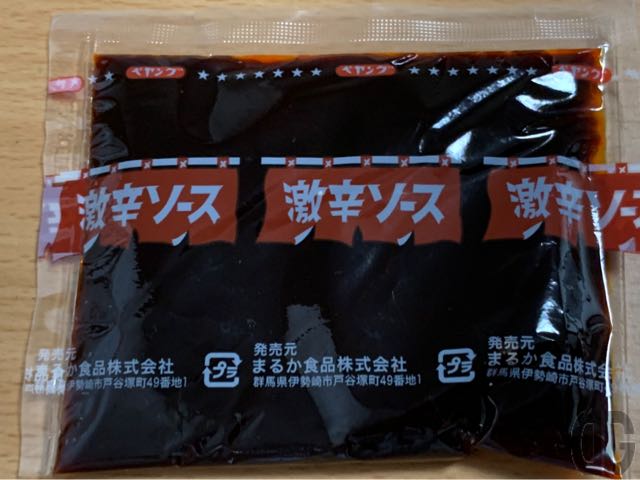 ペヤング ★★★★★★★ ペヤング ★★★★★★★ ペヤング
激辛ソース 激辛ソース 激辛ソース
発売元 発売元 発売元
まるか食品株式会社 プラ まるか食品株式会社 プラ まるか食品株式
群馬県伊勢崎市戸谷塚町49番地1 群馬県伊勢崎市戸谷塚町49番地1 群馬県伊勢崎市戸谷塚町49